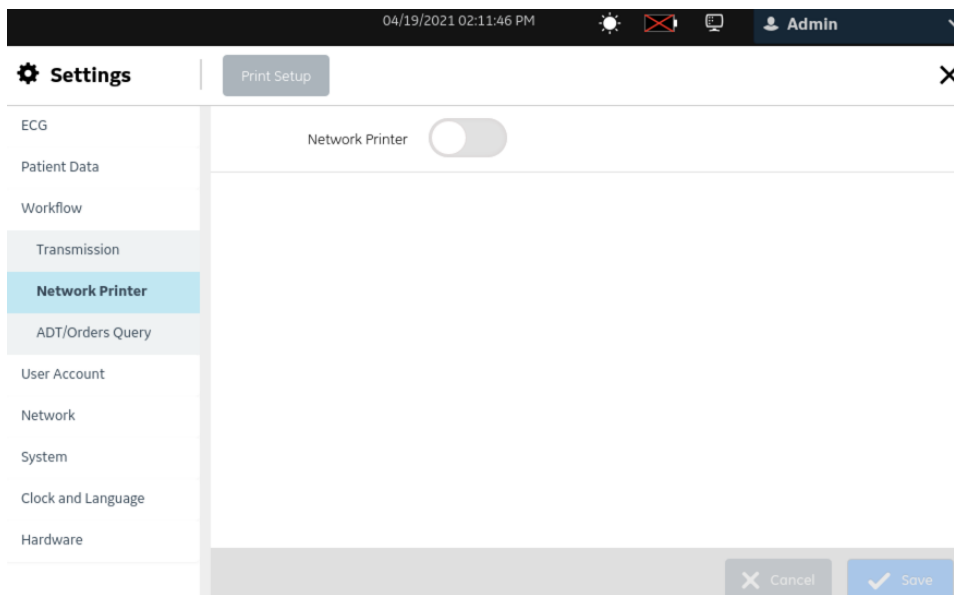 04/19/2021 02:11:46 PM
Admin
Settings
Print Setup
ECG
Network Printer
Patient Data
Workflow
Transmission
Network Printer
ADT/Orders Query
User Account
Network
System
Clock and Language
Hardware
Cancel
Save